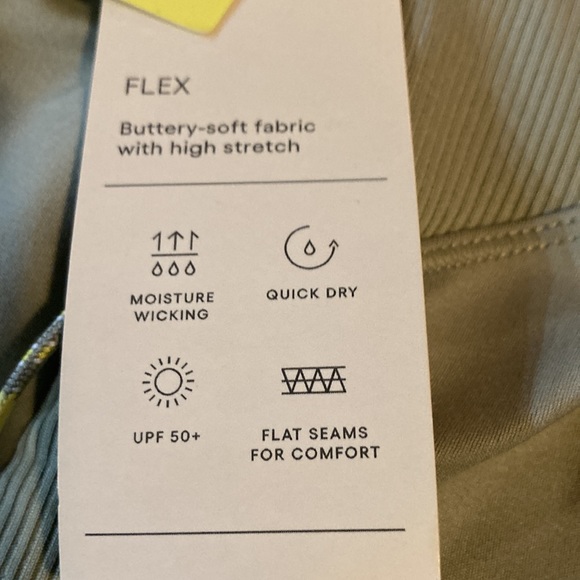 FLEX
Buttery-soft fabric
with high stretch
MOISTURE
WICKING
QUICK DRY
UPF 50+
FLAT SEAMS
FOR COMFORT